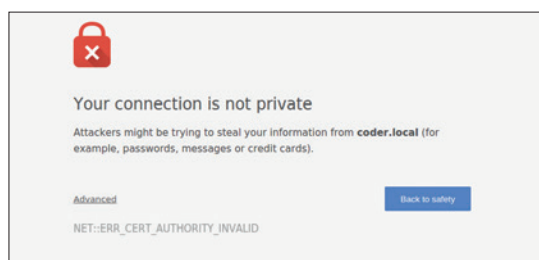 Your connection is not private
Attackers might be trying to steal your information from coder.local (for
example, passwords, messages or credit cards).
Advanced
Back to safety
NET::ERR_CERT_AUTHORITY_INVALID